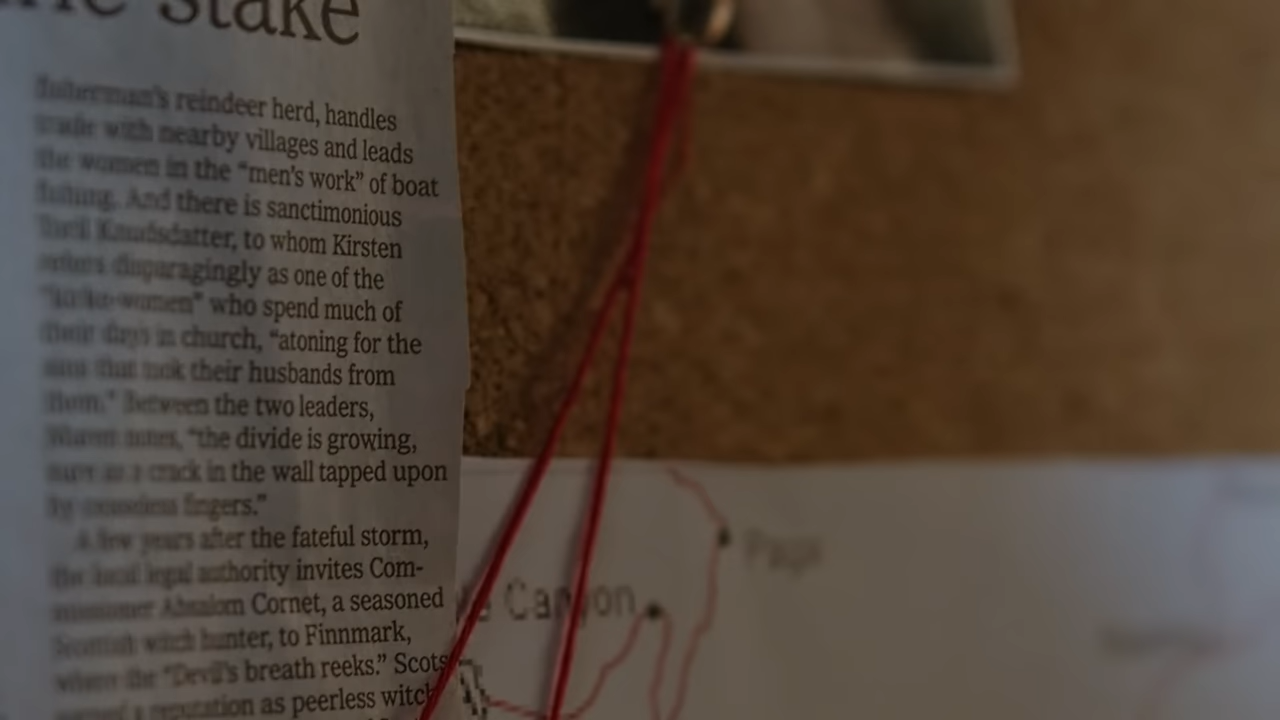 the stake
fisherman's reindeer herd, handles
trade with nearby villages and leads
the women in the "men's work" of boat
fishing. And there is sanctimonious
Toril Knudsdatter, to whom Kirsten
refers disparagingly as one of the
"kirke-women" who spend much of
their days in church, "atoning for the
sins that took their husbands from
them." Between the two leaders,
Maren notes, "the divide is growing,
sure as a crack in the wall tapped upon
by ceaseless fingers."
A few years after the fateful storm,
the local legal authority invites Com-
missioner Absalom Cornet, a seasoned
Scottish witch hunter, to Finnmark,
where the "Devil's breath reeks." Scots
earned a reputation as peerless witch
Page
Canyon